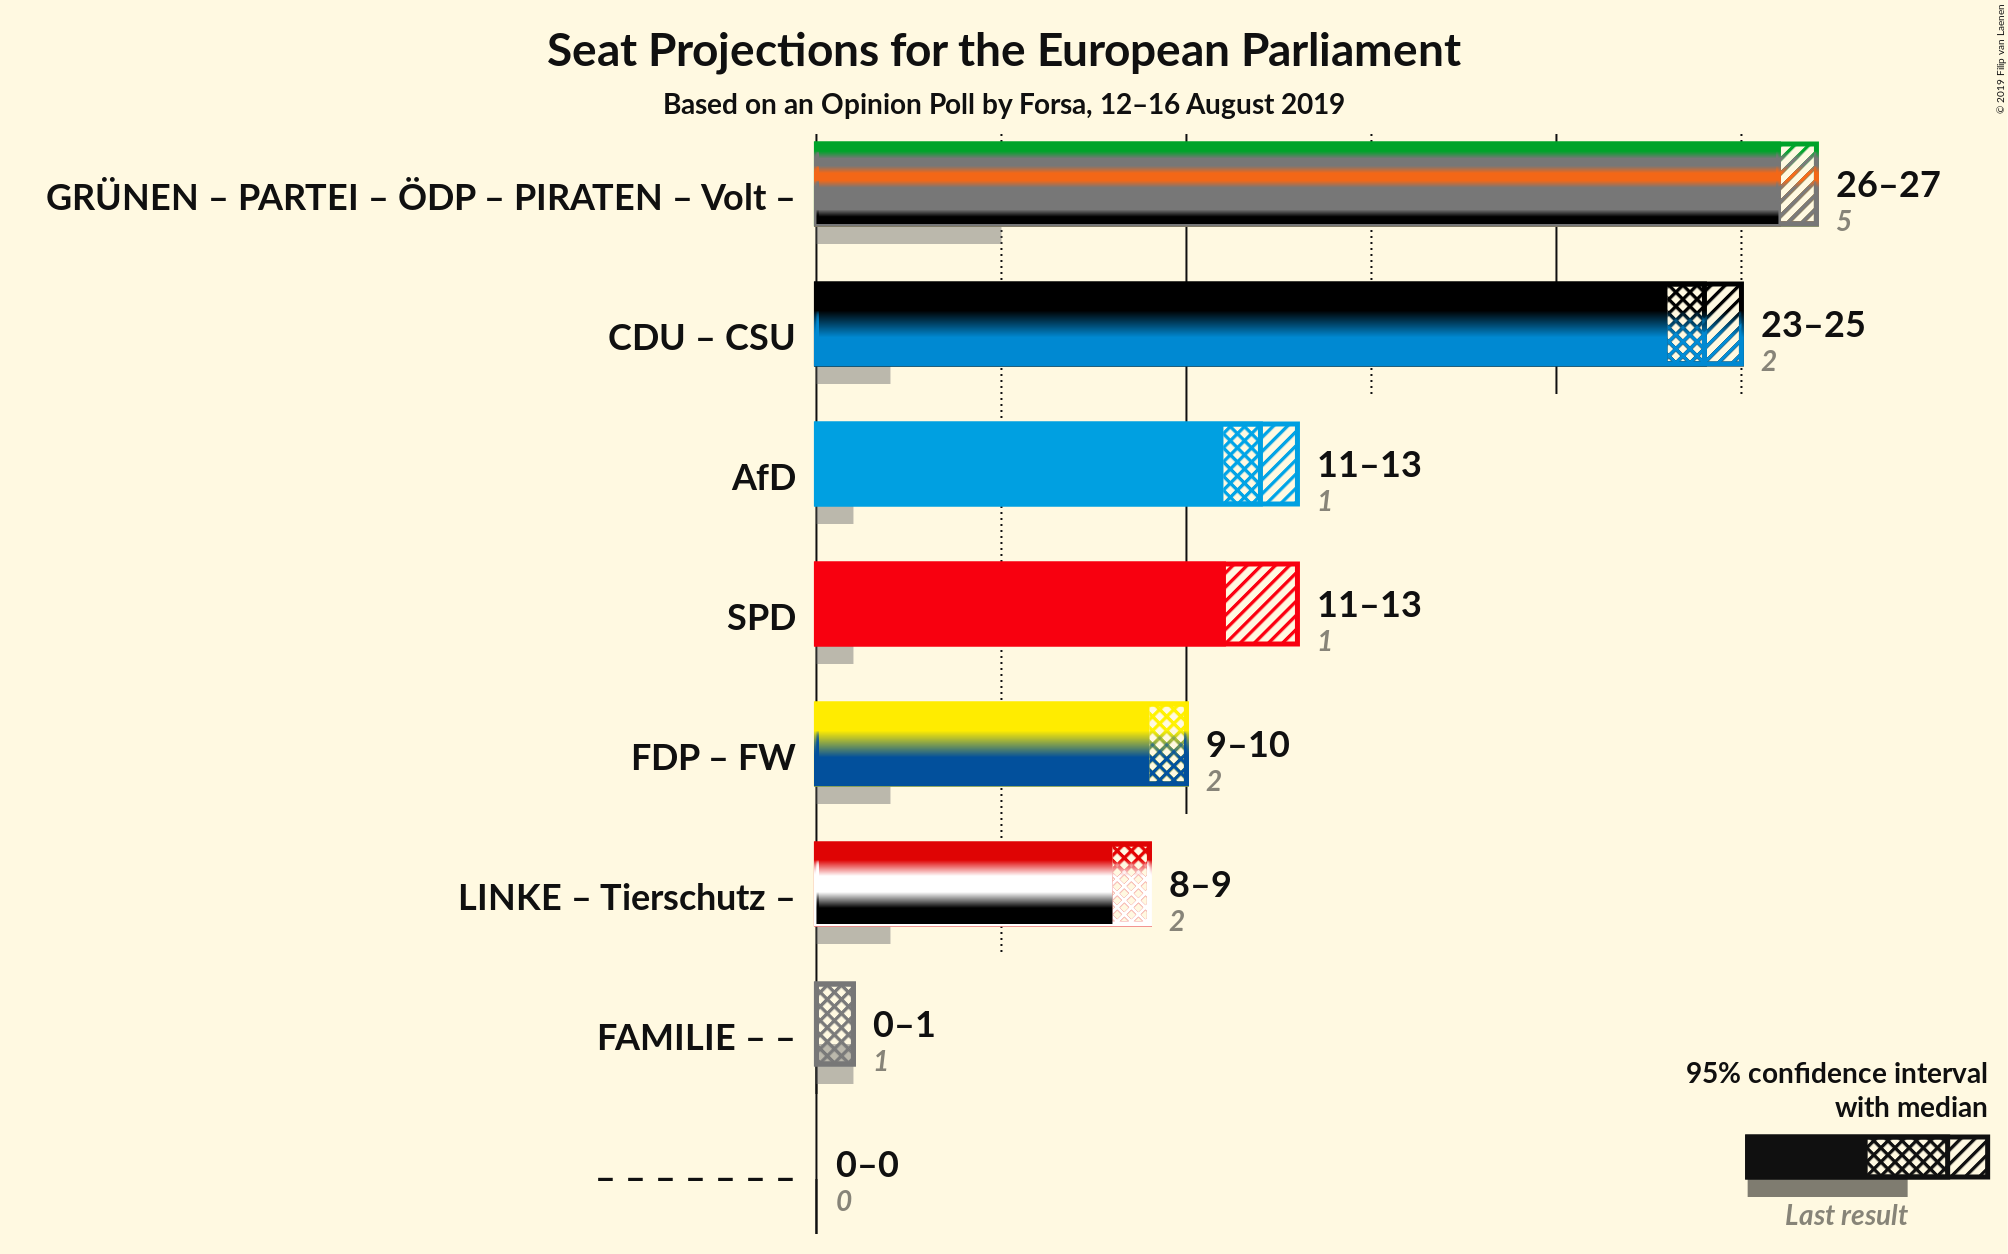 Seat Projections for the European Parliament
Based on an Opinion Poll by Forsa, 12–16 August 2019
© 2019 Filip van Laenen
GRÜNEN – PARTEI – ÖDP – PIRATEN – Volt –
26–27
5
CDU – CSU
23–25
2
AfD
11–13
1
SPD
11–13
1
FDP – FW
9–10
2
LINKE – Tierschutz –
8–9
2
FAMILIE – –
0–1
1
– – – – – – –
0–0
0
95% confidence interval
with median
Last result